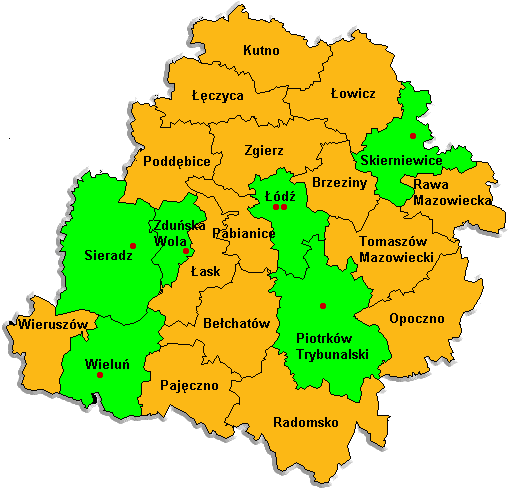 Kutno
Łęczyca
Łowicz
Poddębice
Zgierz
Skierniewice
Brzeziny
Rawa
Mazowiecka
Łódź
Zduńska
Wola
Pabianice
Sieradz
Tomaszów
Mazowiecki
Łask
Wieruszów
Bełchatów
Opoczno
Piotrków
Trybunalski
Wieluń
Pajęczno
Radomsko